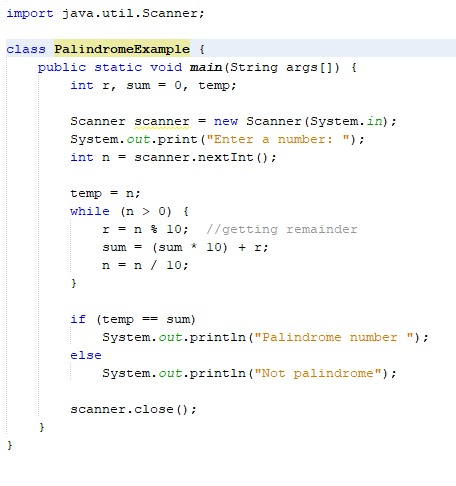 import java.util.Scanner;
class PalindromeExample {
public static void main(String args[]) {
int r, sum = 0, temp;
Scanner scanner = new Scanner(System.in);
System.out.print("Enter a number: ");
int n = scanner.nextInt();
temp = n;
while (n > 0) {
r = n % 10;  //getting remainder
sum = (sum * 10) + r;
n = n / 10;
}
if (temp == sum)
System.out.println("Palindrome number ");
else
System.out.println("Not palindrome");
scanner.close();
}
}